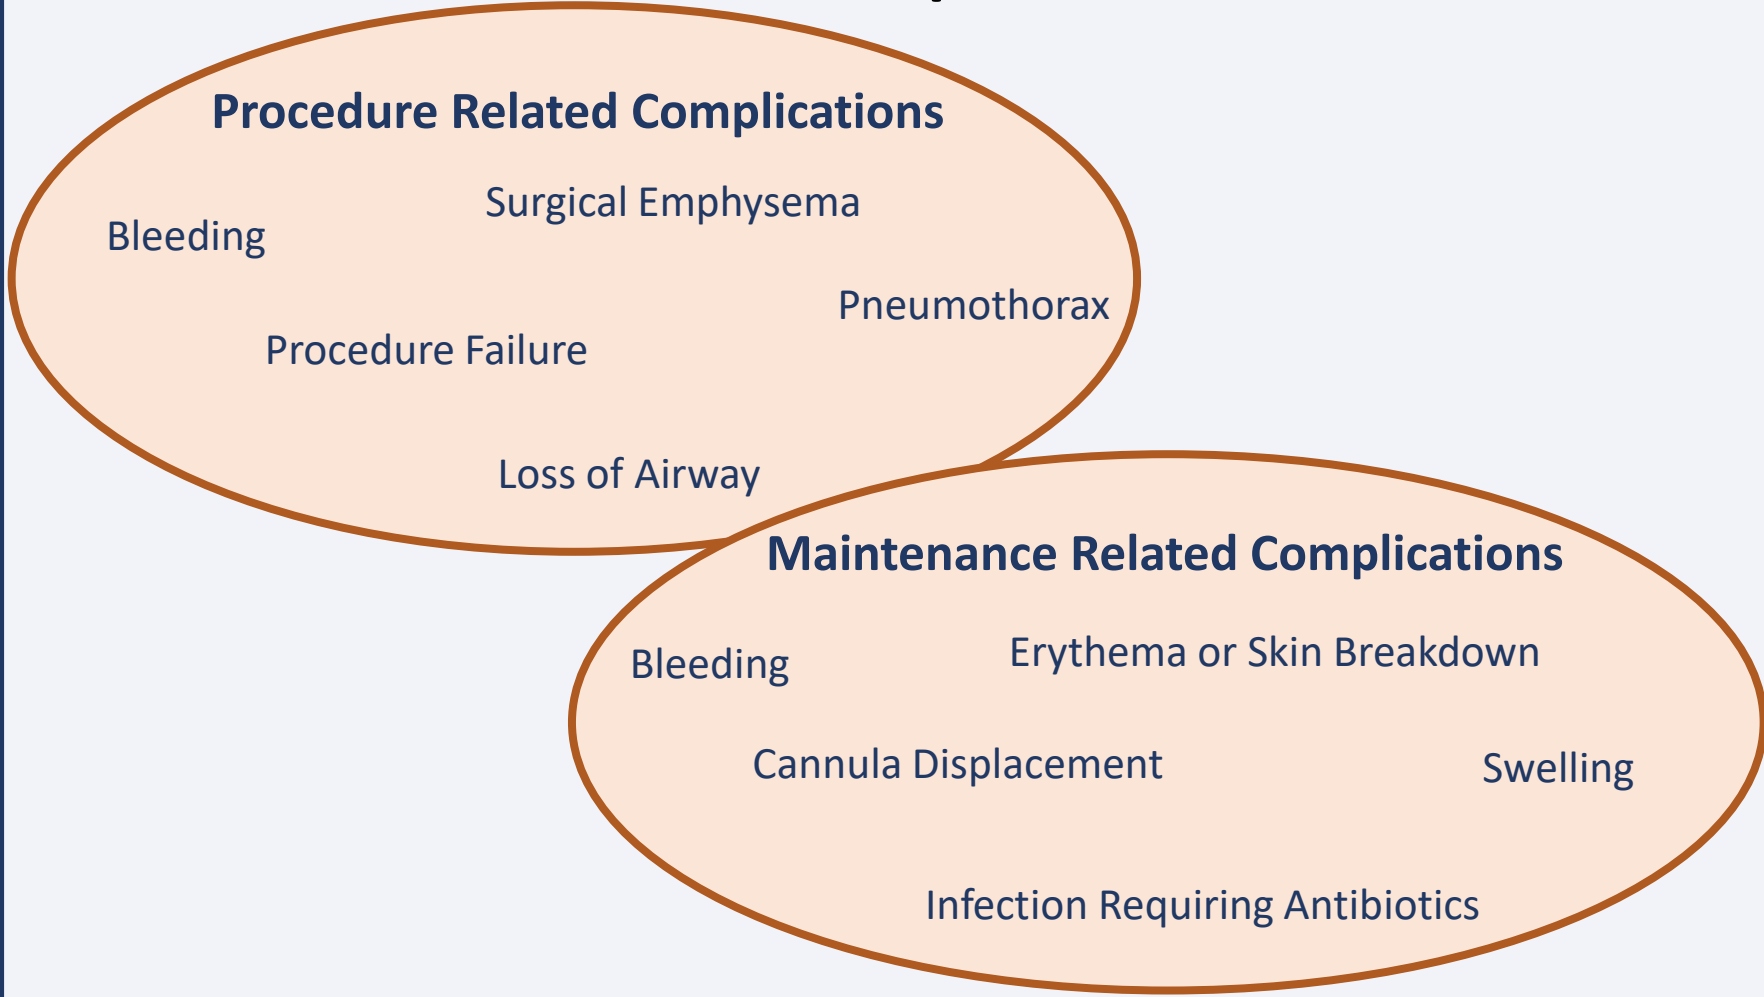 Procedure Related Complications
Surgical Emphysema
Bleeding
Pneumothorax
Procedure Failure
Loss of Airway
Maintenance Related Complications
Erythema or Skin Breakdown
Bleeding
Cannula Displacement
Swelling
Infection Requiring Antibiotics